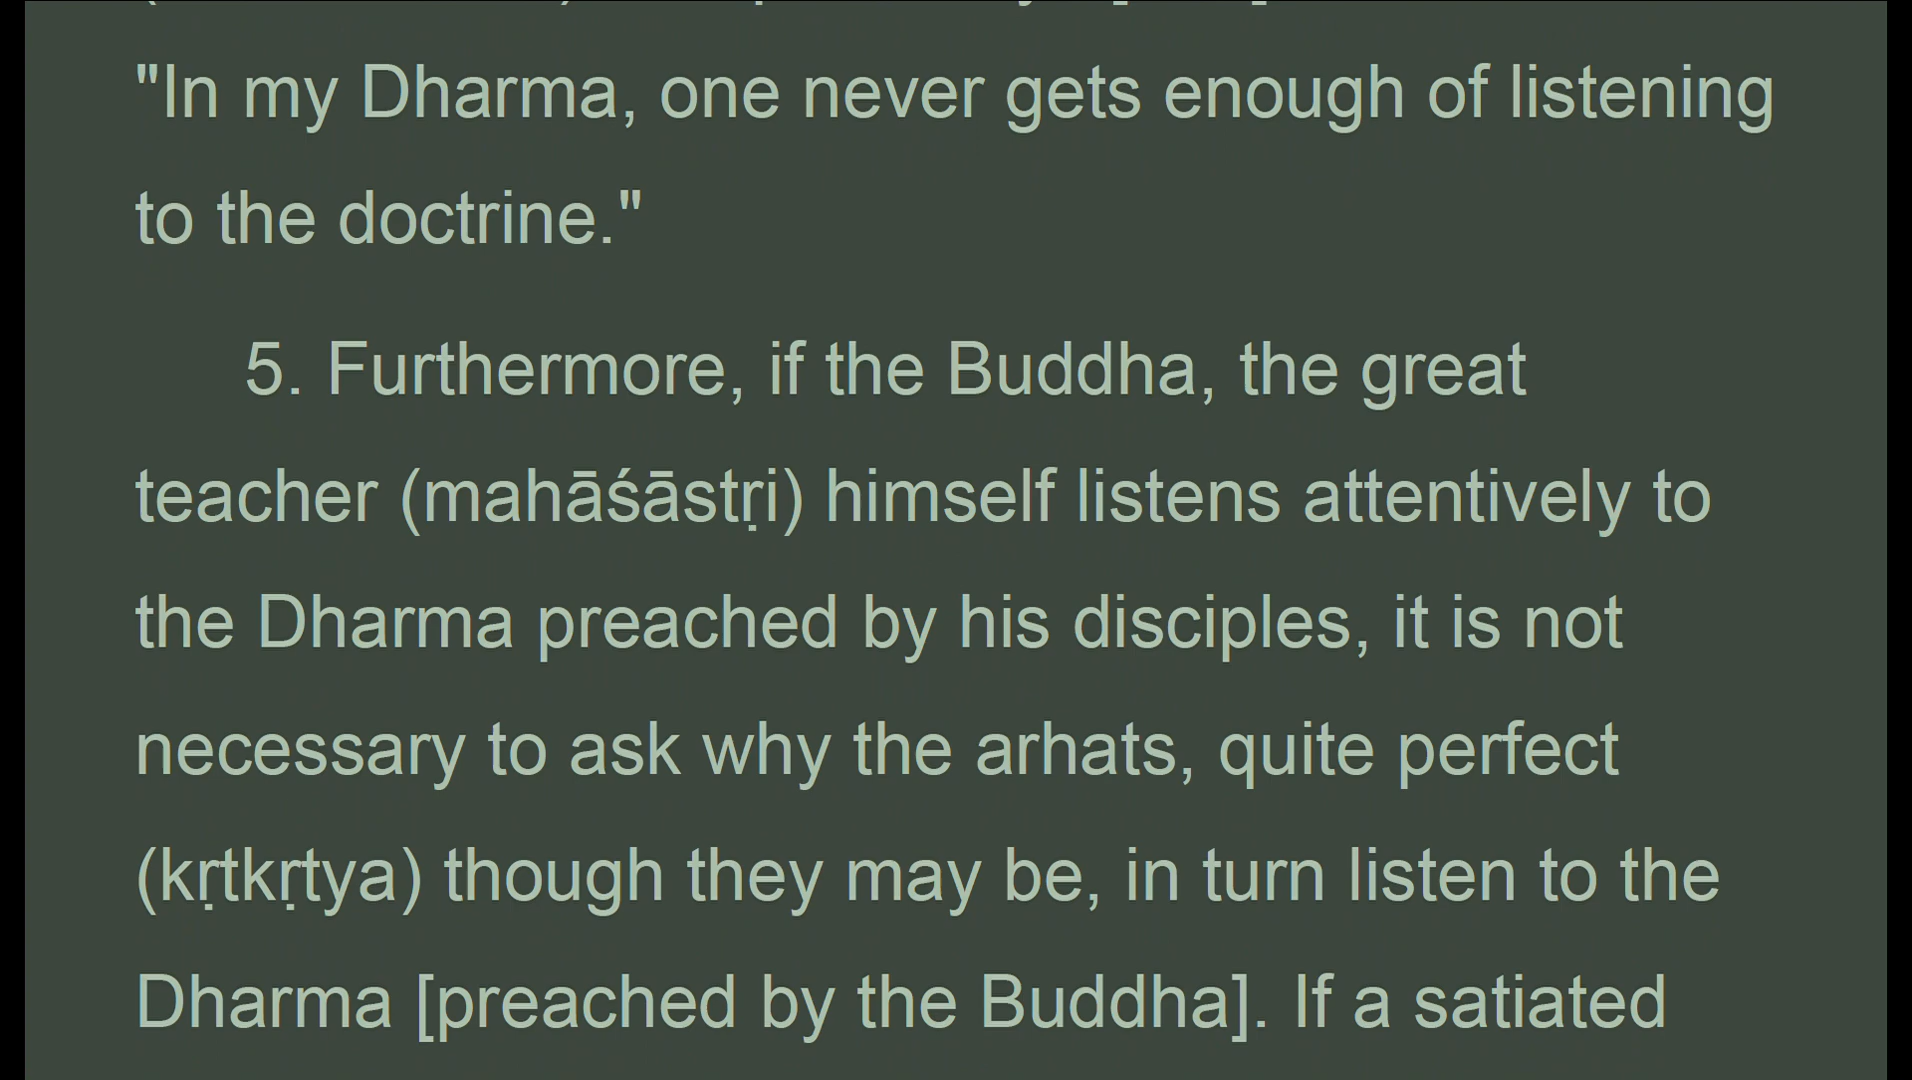 "In my Dharma, one never gets enough of listening
to the doctrine."
5. Furthermore, if the Buddha, the great
teacher (mahāśāstṛi) himself listens attentively to
the Dharma preached by his disciples, it is not
necessary to ask why the arhats, quite perfect
(kṛtkṛtya) though they may be, in turn listen to the
Dharma [preached by the Buddha]. If a satiated